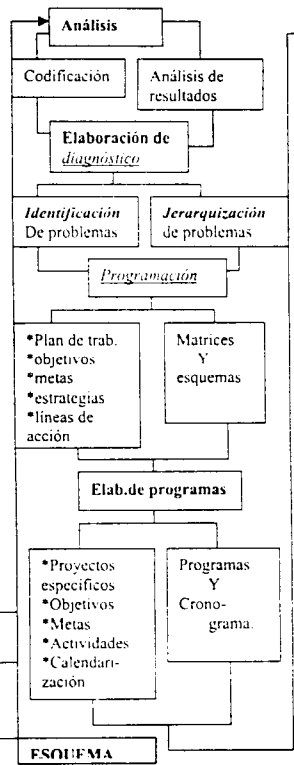 Análisis
Codificación
Análisis de
resultados
Elaboración de
diagnóstico
Identificación
De problemas
Jerarquización
de problemas
Programación
*Plan de trab.
*objetivos
*metas
*estrategias
*líneas de
acción
Matrices
Y
esquemas
Elab.de programas
*Proyectos
específicos
*Objetivos
*Metas
*Actividades
*Calendari-
zación
Programas
Y
Crono-
grama.
ESQUEMA